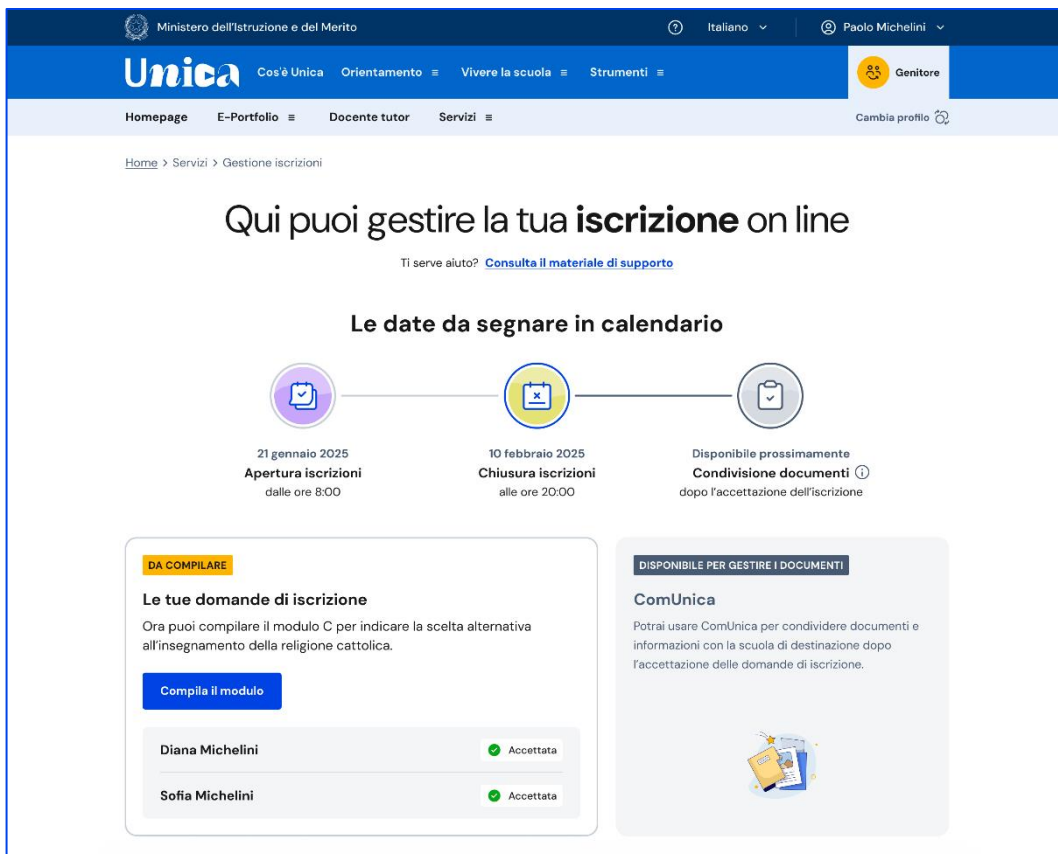 Ministero dell'Istruzione e del Merito
Italiano
Paolo Michelini
Unica
Cos'è Unica
Orientamento
Vivere la scuola
Strumenti
Genitore
Homepage
E-Portfolio
Docente tutor
Servizi
Cambia profilo
Home > Servizi > Gestione iscrizioni
Qui puoi gestire la tua iscrizione on line
Ti serve aiuto? Consulta il materiale di supporto
Le date da segnare in calendario
21 gennaio 2025
Apertura iscrizioni
dalle ore 8:00
10 febbraio 2025
Chiusura iscrizioni
alle ore 20:00
Disponibile prossimamente
Condivisione documenti
dopo l'accettazione dell'iscrizione
DA COMPILARE
Le tue domande di iscrizione
Ora puoi compilare il modulo C per indicare la scelta alternativa
all'insegnamento della religione cattolica.
Compila il modulo
Diana Michelini
Accettata
Sofia Michelini
Accettata
DISPONIBILE PER GESTIRE I DOCUMENTI
ComUnica
Potrai usare ComUnica per condividere documenti e
informazioni con la scuola di destinazione dopo
l'accettazione delle domande di iscrizione.